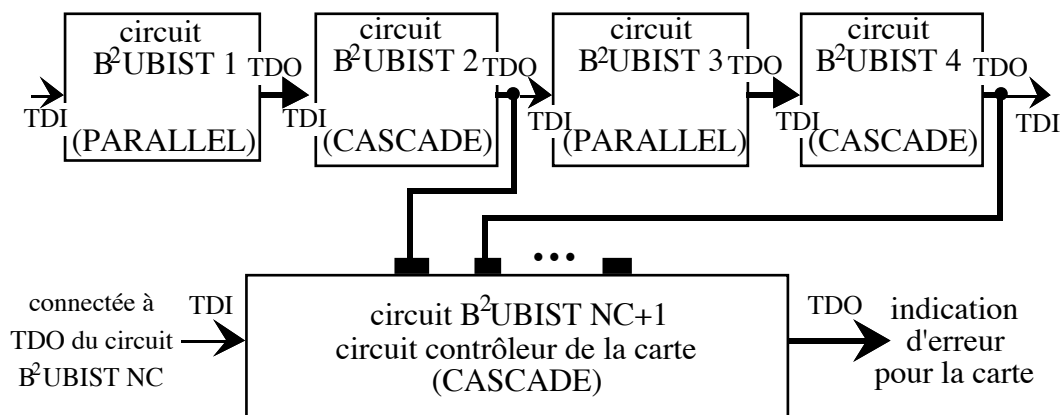 circuit
B²UBIST 1
TDO
TDI
(PARALLEL)
circuit
B²UBIST 2
TDO
TDI
(CASCADE)
circuit
B²UBIST 3
TDO
TDI
(PARALLEL)
circuit
B²UBIST 4
TDO
TDI
(CASCADE)
TDI
...
connectée à
TDO du circuit
B²UBIST NC
TDI
circuit B²UBIST NC+1
circuit contrôleur de la carte
(CASCADE)
TDO
indication
d'erreur
pour la carte